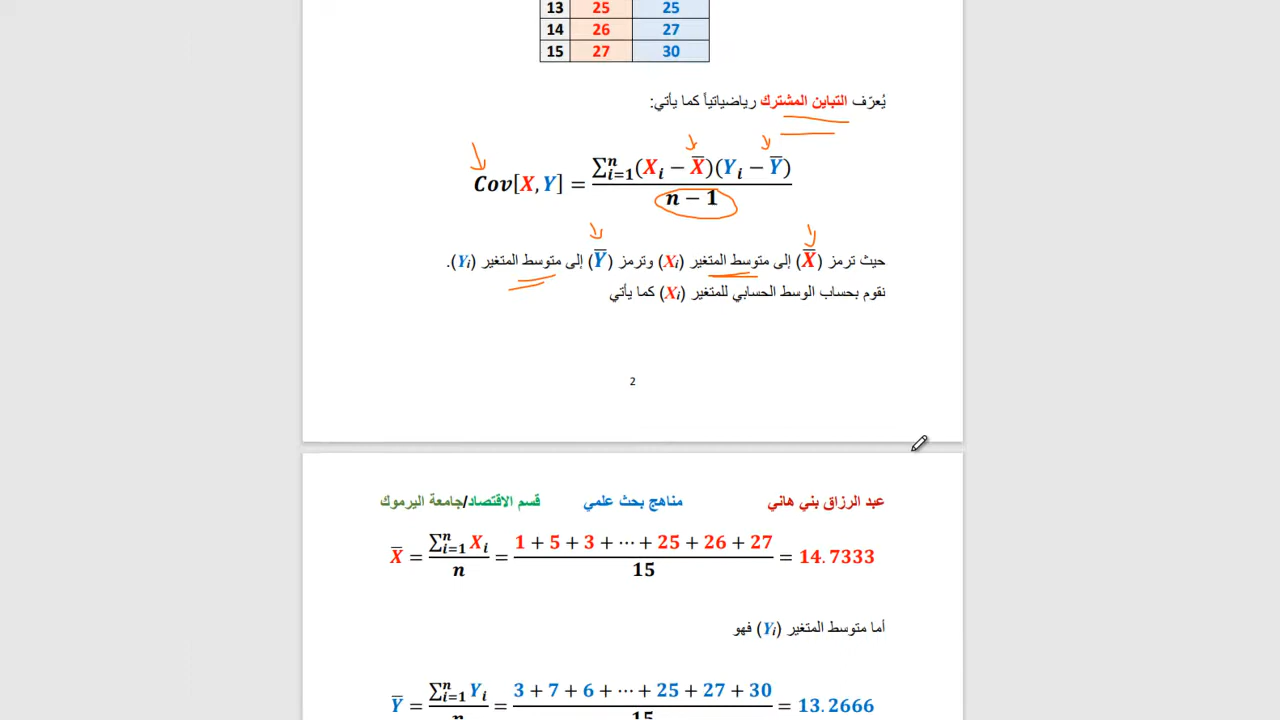 13 25 25
14 26 27
15 27 30
يُعرّف التباين المشترك رياضياتياً كما يأتي:
Cov[X, Y] = ∑ⁿᵢ₌₁(Xᵢ − X̄)(Yᵢ − Ȳ) / n − 1
حيث ترمز (X̄) إلى متوسط المتغير (Xᵢ) وترمز (Ȳ) إلى متوسط المتغير (Yᵢ).
نقوم بحساب الوسط الحسابي للمتغير (Xᵢ) كما يأتي
2
عبد الرزاق بني هاني مناهج بحث علمي قسم الاقتصاد/جامعة اليرموك
X̄ = ∑ⁿᵢ₌₁ Xᵢ / n = 1 + 5 + 3 + ⋯ + 25 + 26 + 27 / 15 = 14.7333
أما متوسط المتغير (Yᵢ) فهو
Ȳ = ∑ⁿᵢ₌₁ Yᵢ / n = 3 + 7 + 6 + ⋯ + 25 + 27 + 30 / 15 = 13.2666